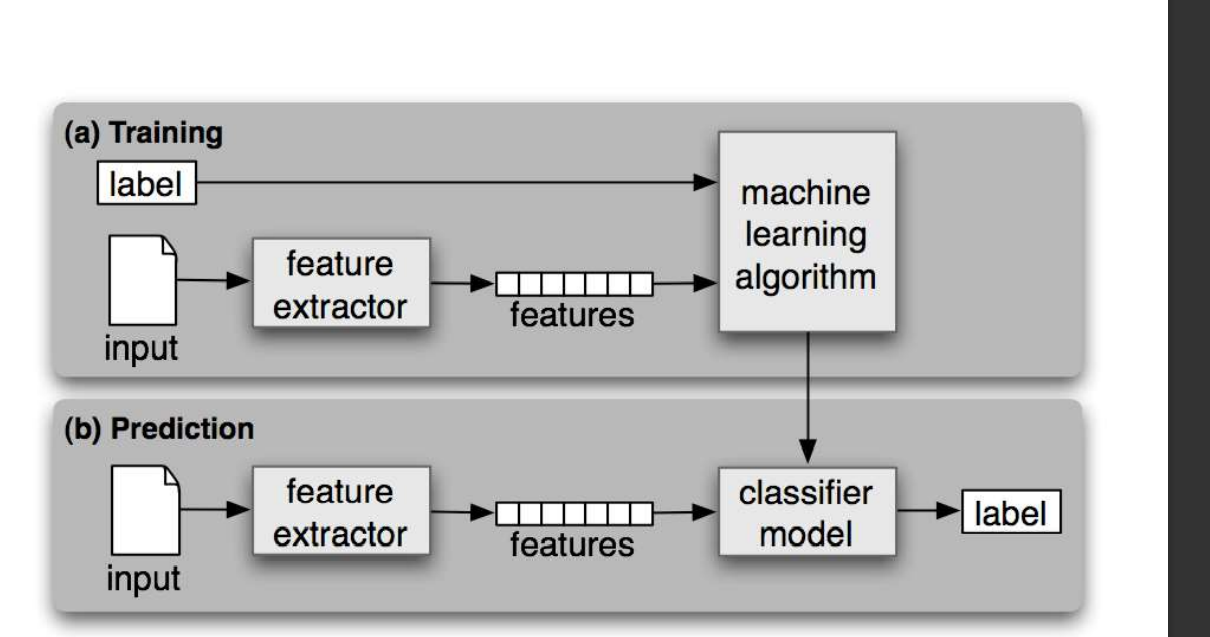 (a) Training
label
machine
learning
algorithm
feature
extractor
features
input
(b) Prediction
feature
extractor
features
classifier
model
label
input